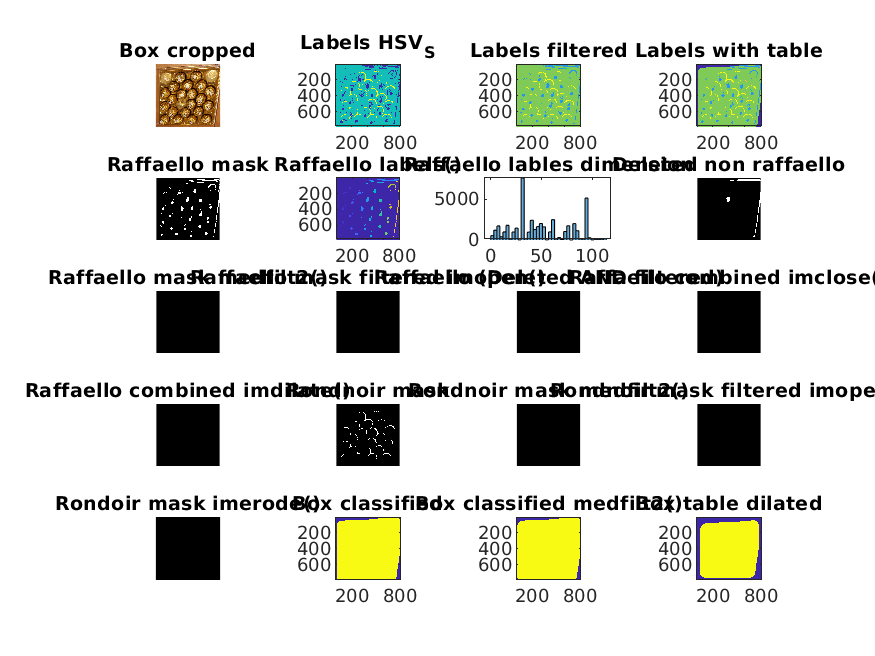 Box cropped
Labels HSV_S
Labels filtered
Labels with table
200
400
600
200 800
200
400
600
200 800
200
400
600
200 800
Raffaello mask
Raffaello labels
Raffaello lables dimension
Deleted non raffaello
200
400
600
200 800
5000
0
0 50 100
Raffaello mask medfilt2()
Raffaello mask filtered imopen()
Raffaello (Deleted AND filtered)
Raffaello combined imclose(
Raffaello combined imdilate()
Rondnoir mask
Rondnoir mask medfilt2()
Rondnoir mask filtered imope
Rondoir mask imerode()
Box classified
Box classified medfilt2()
table dilated
200
400
600
200 800
200
400
600
200 800
200
400
600
200 800